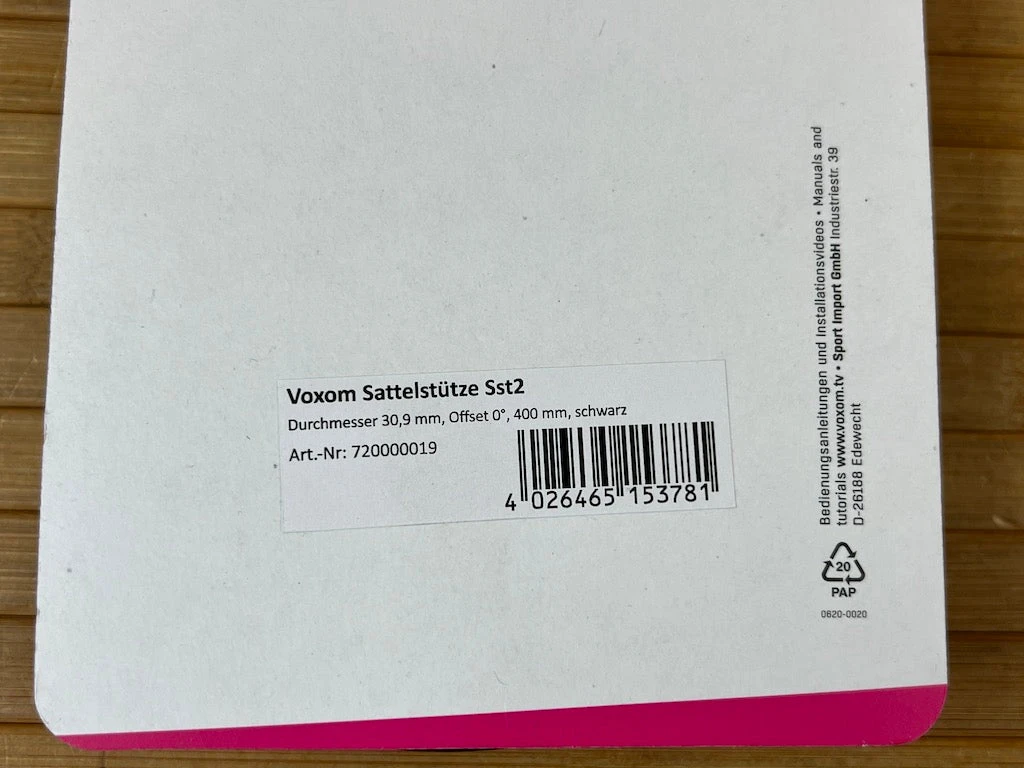 Voxom Sattelstütze Sst2
Durchmesser 30,9 mm, Offset 0°, 400 mm, schwarz
Art.-Nr: 720000019
4 026465 153781
Bedienungsanleitungen und Installationsvideos • Manuals and
tutorials www.voxom.tv • Sport Import GmbH Industriestr. 39
D-26188 Edewecht
20
PAP
0620-0020